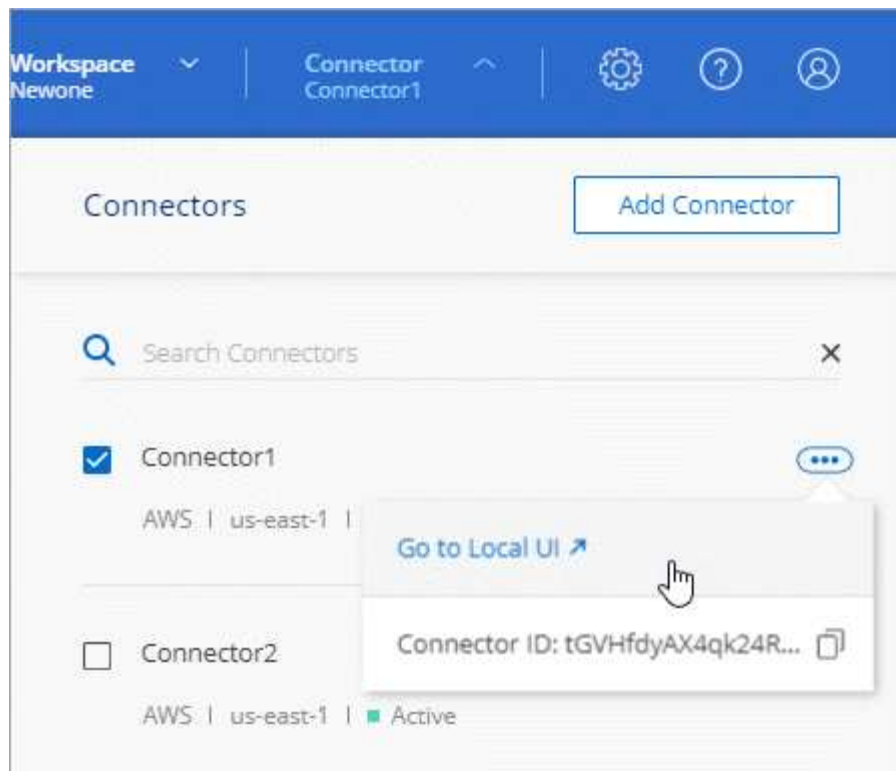 Workspace
Newone
Connector
Connector1
Connectors
Add Connector
Search Connectors
Connector1
AWS | us-east-1 |
Go to Local UI
Connector ID: tGVHfdyAX4qk24R...
Connector2
AWS | us-east-1 | Active